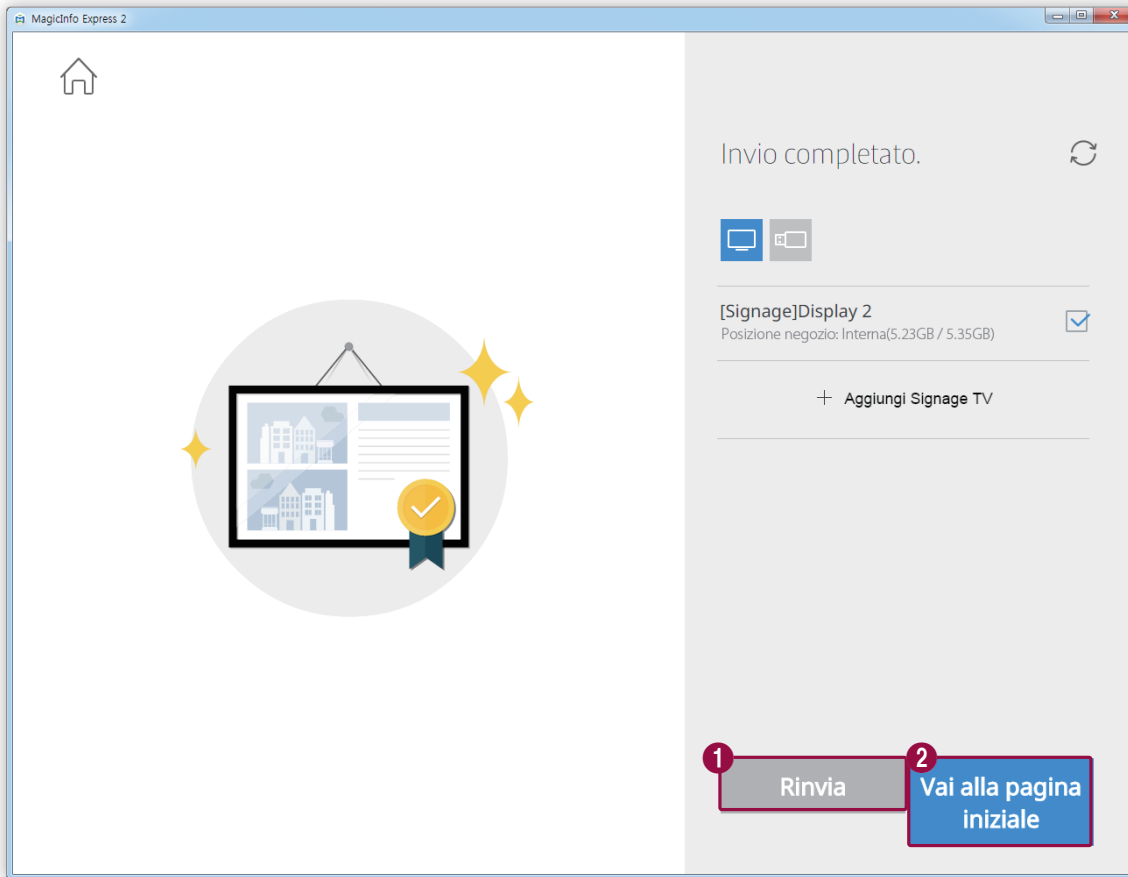 MagicInfo Express 2
Invio completato.
[Signage]Display 2
Posizione negozio: Interna(5.23GB / 5.35GB)
+ Aggiungi Signage TV
1
Rinvia
2
Vai alla pagina
iniziale